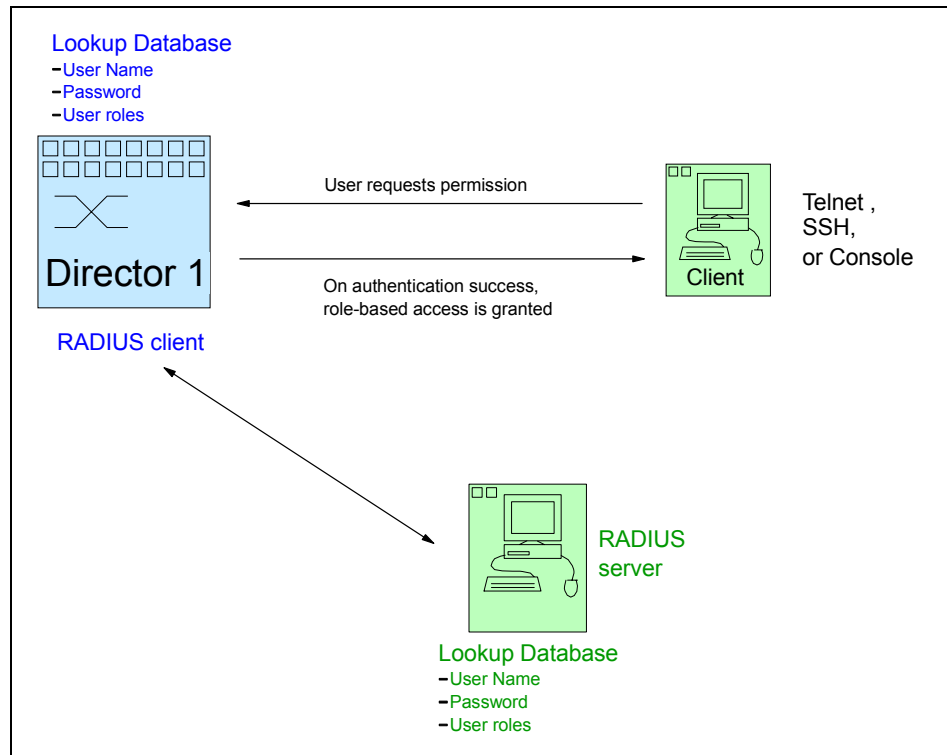 Lookup Database
-User Name
-Password
-User roles
Director 1
RADIUS client
User requests permission
On authentication success,
role-based access is granted
Client
Telnet ,
SSH,
or Console
RADIUS
server
Lookup Database
-User Name
-Password
-User roles